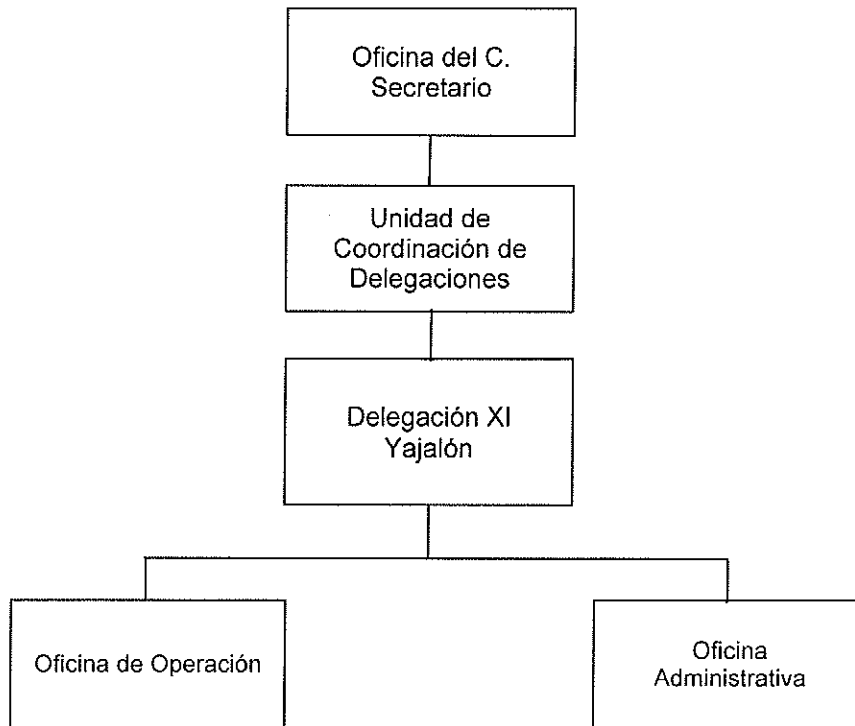 Oficina del C.
Secretario
Unidad de
Coordinación de
Delegaciones
Delegación XI
Yajalón
Oficina de Operación
Oficina
Administrativa